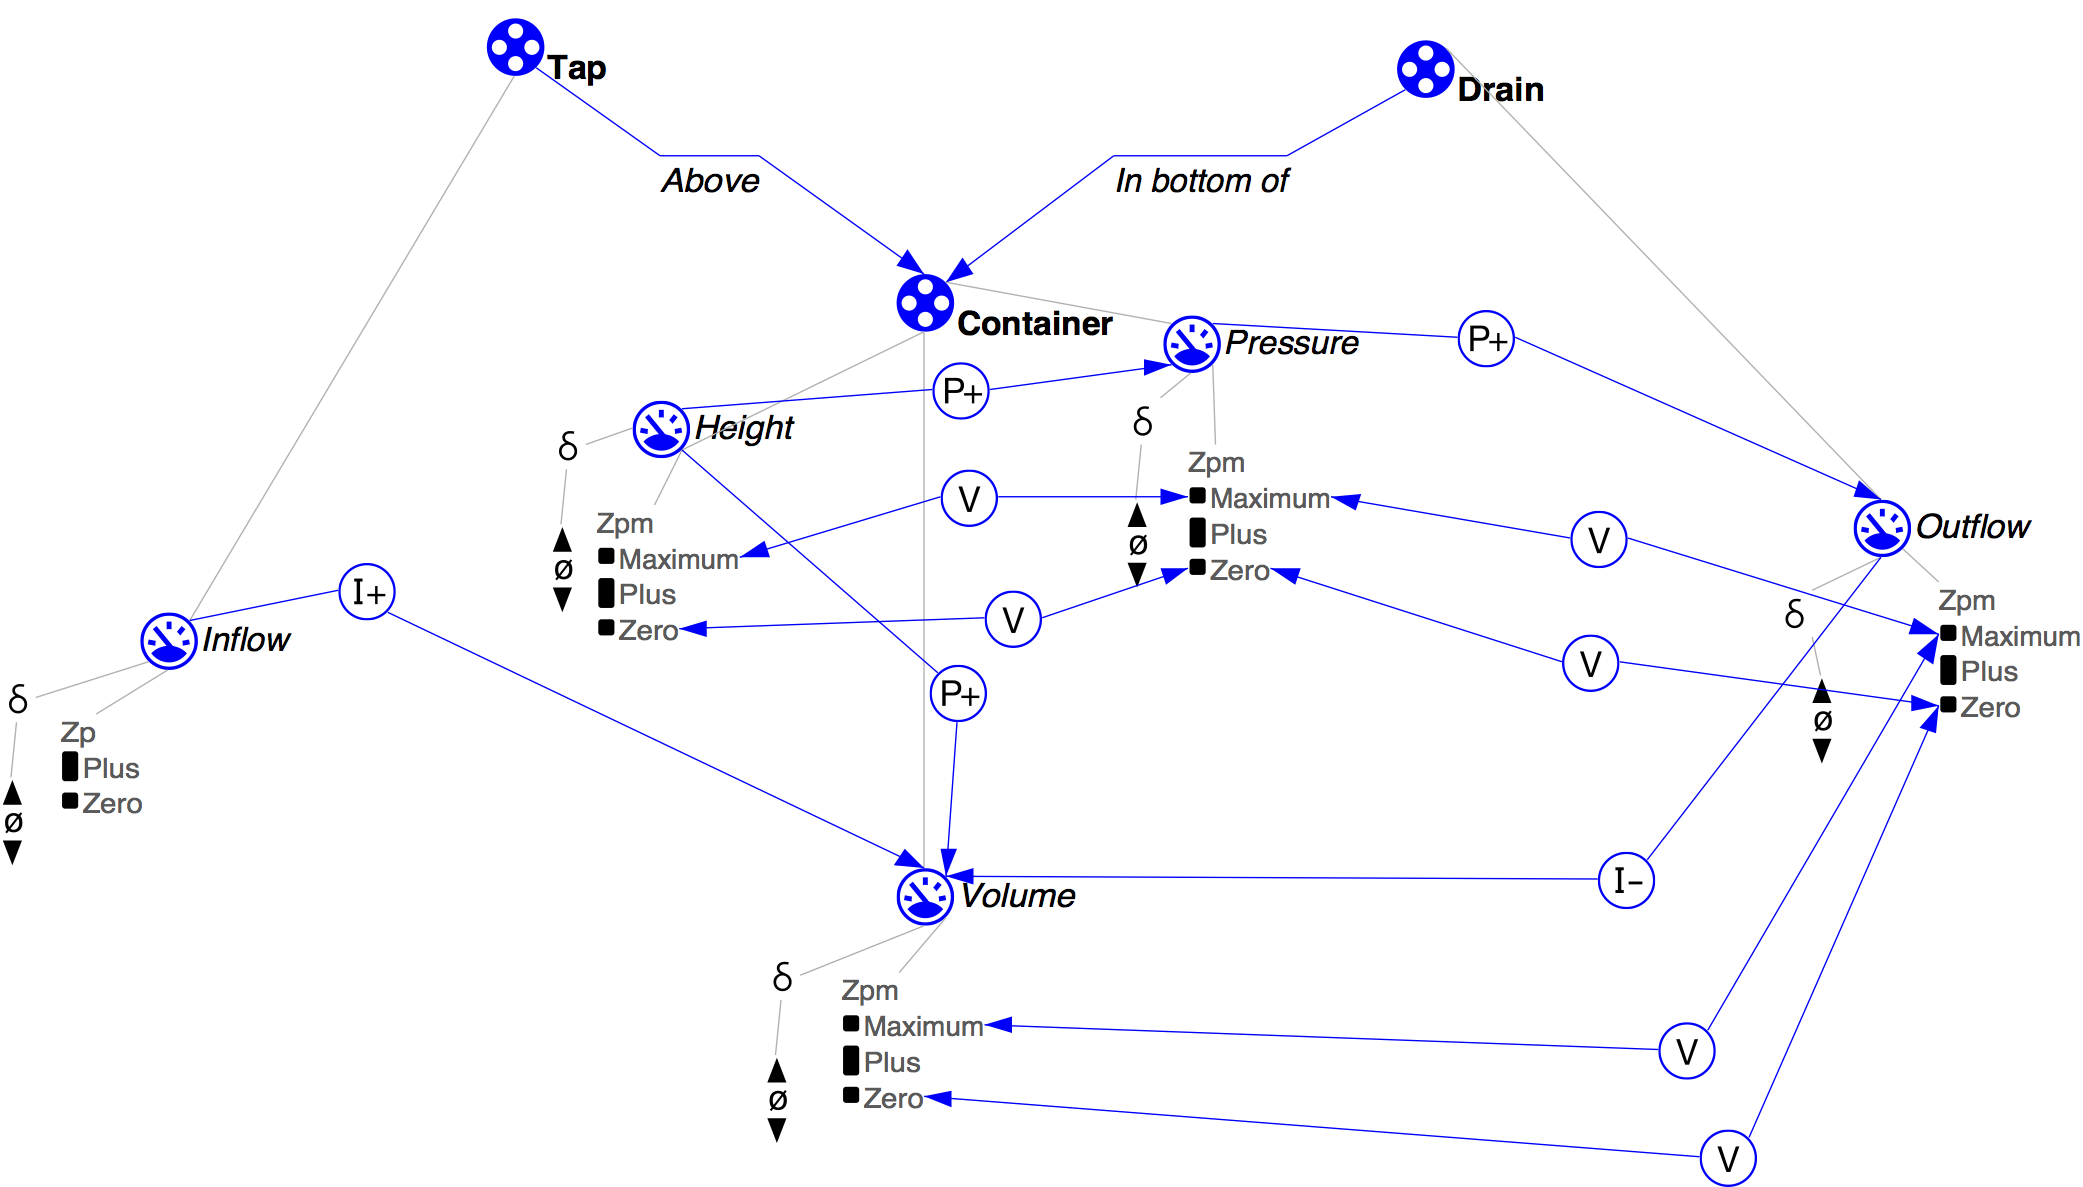 Tap
Drain
Above
In bottom of
Container
Pressure
P+
P+
Height
δ
δ
Zpm
Maximum
Plus
Zero
ø
V
V
Outflow
Zpm
Maximum
Plus
Zero
ø
I+
V
δ
Zpm
Maximum
Plus
Zero
ø
Inflow
V
P+
δ
Zp
Plus
Zero
ø
I-
Volume
δ
Zpm
Maximum
Plus
Zero
ø
V
V